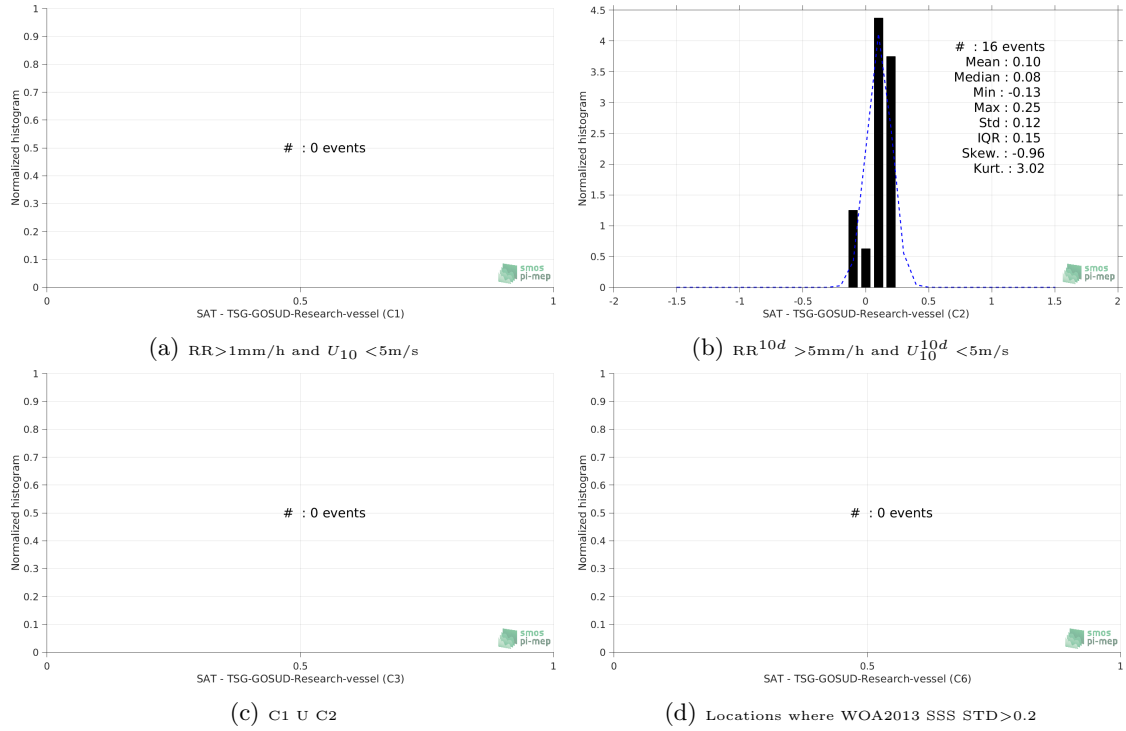 1
0.9
0.8
0.7
0.6
0.5
0.4
0.3
0.2
0.1
0
Normalized histogram
# : 0 events
smos
pi-mep
0 0.5 1
SAT - TSG-GOSUD-Research-vessel (C1)
(a) RR>1mm/h and U10 <5m/s
4.5
4
3.5
3
2.5
2
1.5
1
0.5
0
Normalized histogram
# : 16 events
Mean : 0.10
Median : 0.08
Min : -0.13
Max : 0.25
Std : 0.12
IQR : 0.15
Skew. : -0.96
Kurt. : 3.02
smos
pi-mep
-2 -1.5 -1 -0.5 0 0.5 1 1.5 2
SAT - TSG-GOSUD-Research-vessel (C2)
(b) RR^10d >5mm/h and U10^10d <5m/s
1
0.9
0.8
0.7
0.6
0.5
0.4
0.3
0.2
0.1
0
Normalized histogram
# : 0 events
smos
pi-mep
0 0.5 1
SAT - TSG-GOSUD-Research-vessel (C3)
(c) C1 U C2
1
0.9
0.8
0.7
0.6
0.5
0.4
0.3
0.2
0.1
0
Normalized histogram
# : 0 events
smos
pi-mep
0 0.5 1
SAT - TSG-GOSUD-Research-vessel (C6)
(d) Locations where WOA2013 SSS STD>0.2